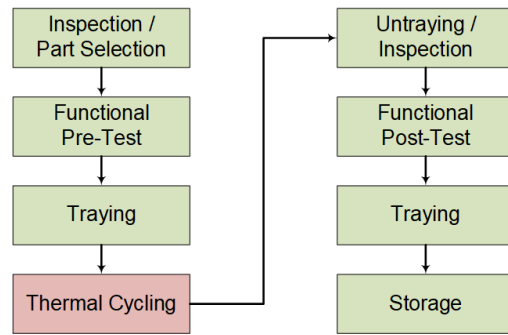 Inspection /
Part Selection
Functional
Pre-Test
Traying
Thermal Cycling
Untraying /
Inspection
Functional
Post-Test
Traying
Storage